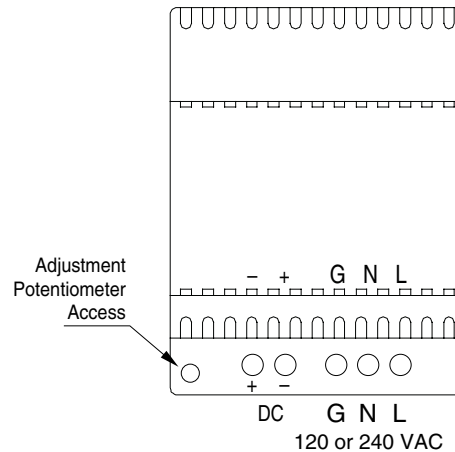 − + G N L
Adjustment
Potentiometer
Access
+ −
DC G N L
120 or 240 VAC